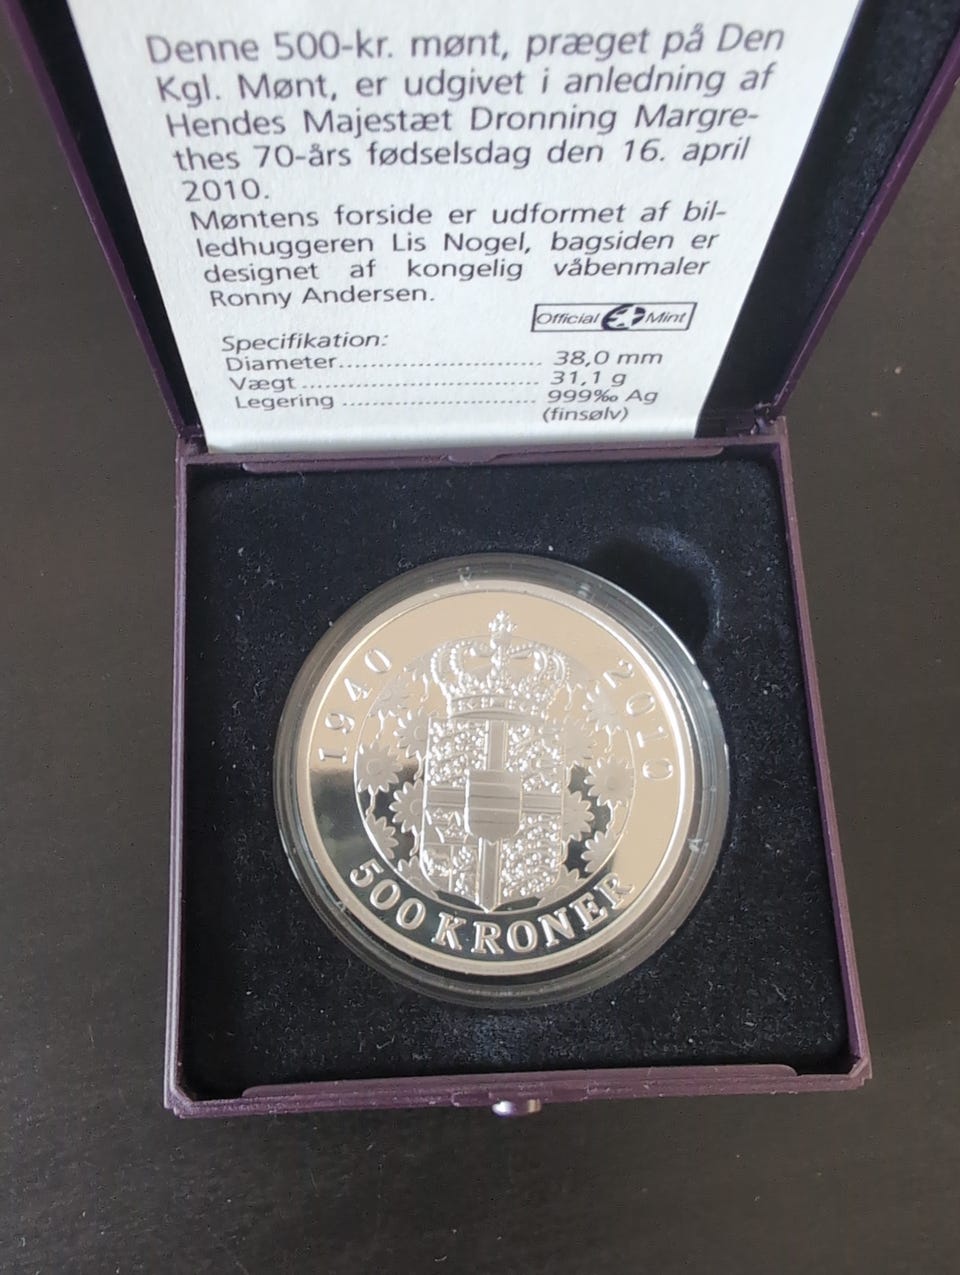 Denne 500-kr. mønt, præget på Den
Kgl. Mønt, er udgivet i anledning af
Hendes Majestæt Dronning Margre-
thes 70-års fødselsdag den 16. april
2010.
Møntens forside er udformet af bil-
ledhuggeren Lis Nogel, bagsiden er
designet af kongelig våbenmaler
Ronny Andersen.
Official Mint
Specifikation:
Diameter.............................. 38,0 mm
Vægt ................................... 31,1 g
Legering ............................. 999‰ Ag
(finsølv)
1940 2010
500 KRONER